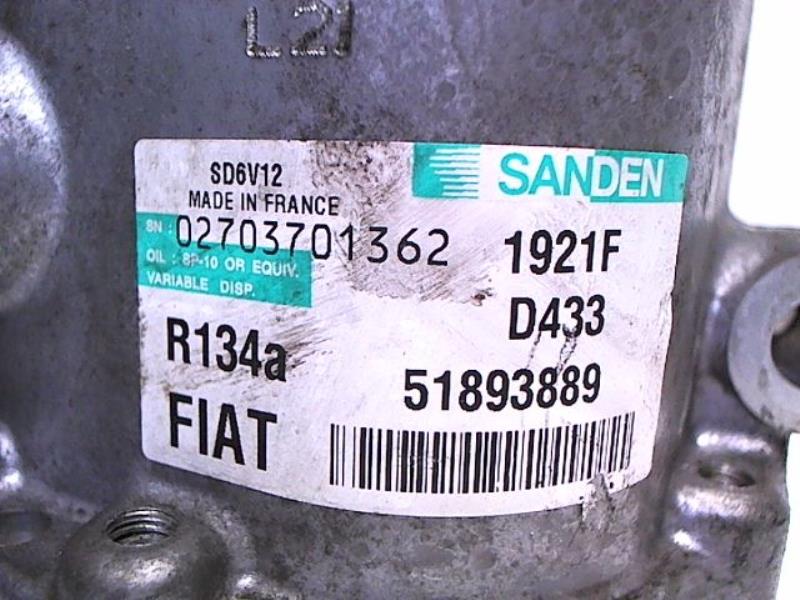 L2I
SANDEN
SD6V12
MADE IN FRANCE
SN : 02703701362
1921F
OIL : SP-10 OR EQUIV.
VARIABLE DISP.
D433
R134a
51893889
FIAT